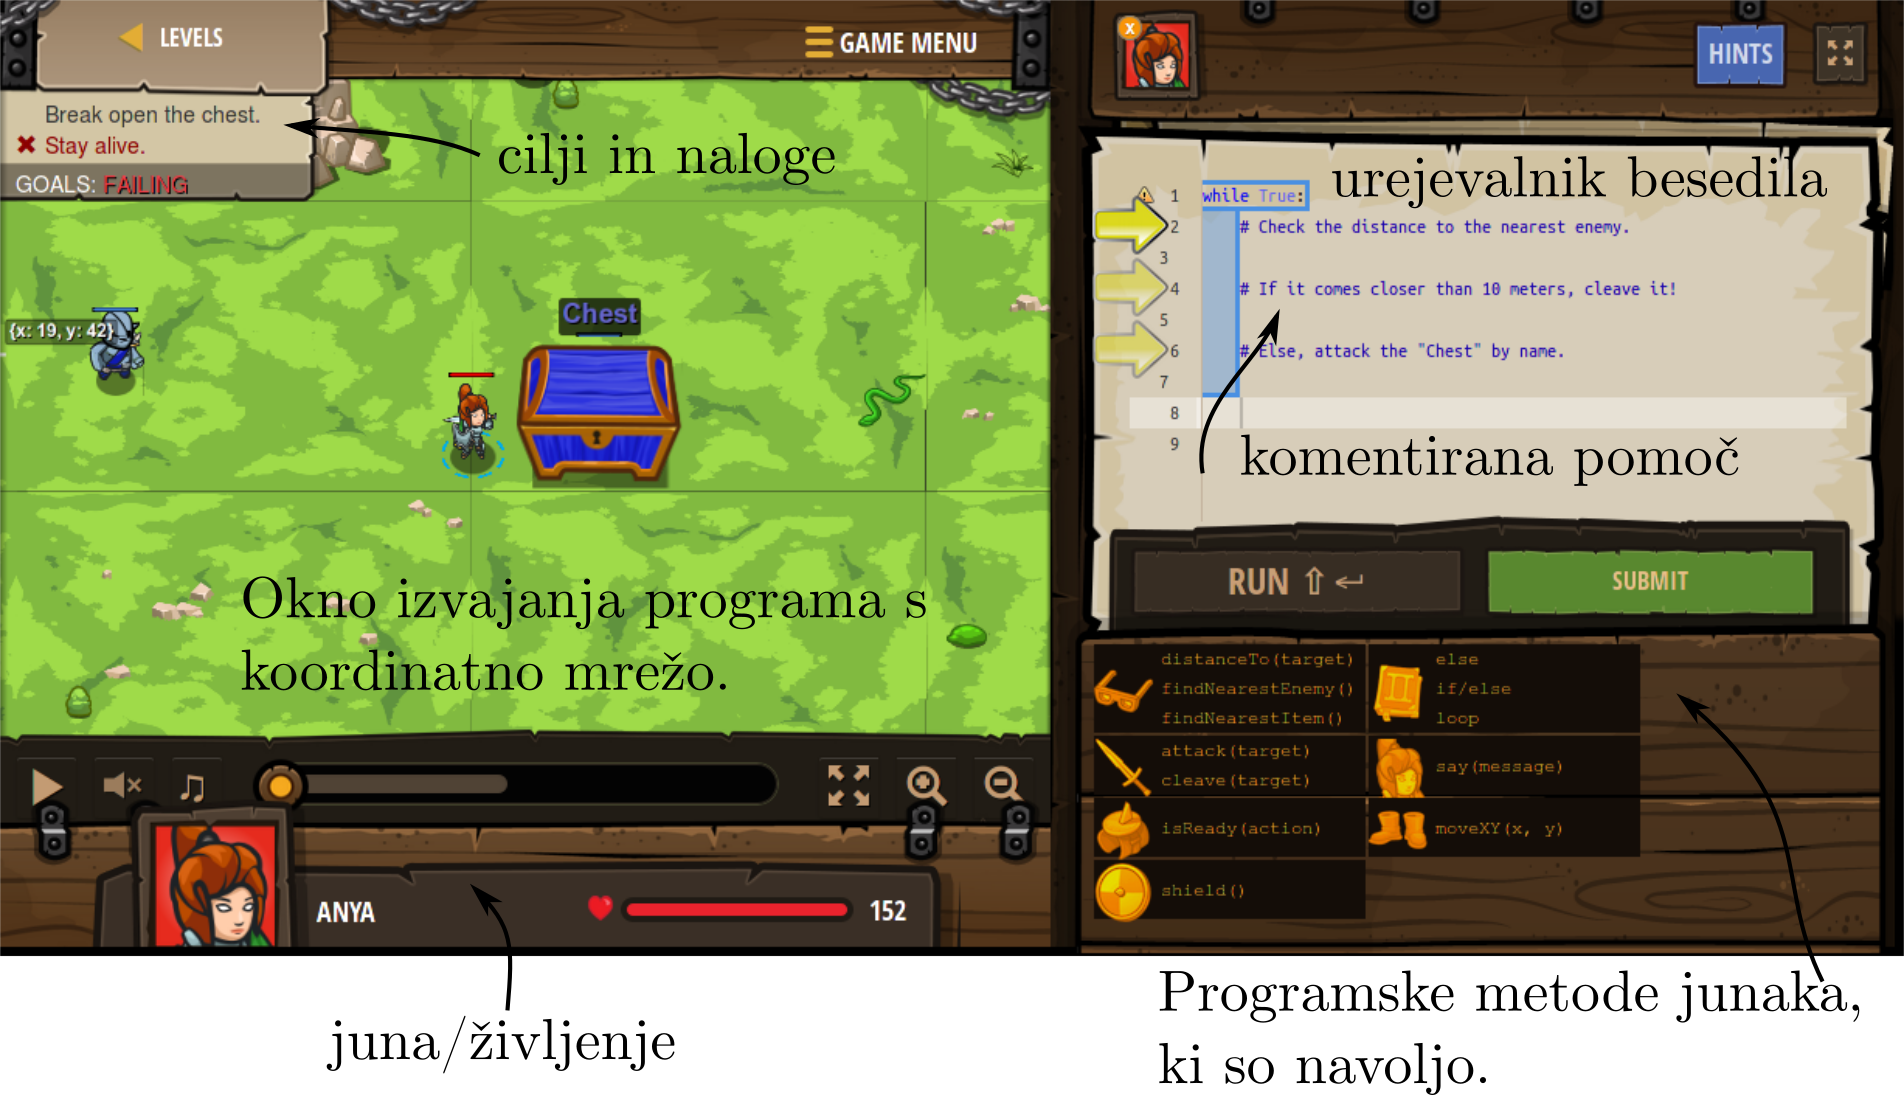 LEVELS
GAME MENU
Break open the chest.
✖ Stay alive.
GOALS: FAILING
cilji in naloge
{x: 19, y: 42}
Chest
Okno izvajanja programa s
koordinatno mrežo.
ANYA
152
juna/življenje
X
HINTS
urejevalnik besedila
1 while True:
2 # Check the distance to the nearest enemy.
3
4 # If it comes closer than 10 meters, cleave it!
5
6 # Else, attack the "Chest" by name.
7
8
9
komentirana pomoč
RUN ⇧ ↵
SUBMIT
distanceTo(target)
findNearestEnemy()
findNearestItem()
else
if/else
loop
attack(target)
cleave(target)
say(message)
isReady(action)
moveXY(x, y)
shield()
Programske metode junaka,
ki so navoljo.